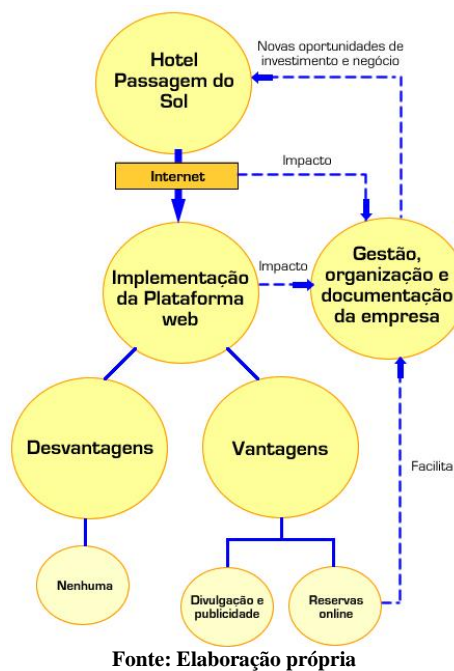 Hotel
Passagem do
Sol
Novas oportunidades de
investimento e negócio
Internet
Impacto
Implementação
da Plataforma
web
Impacto
Gestão,
organização e
documentação
da empresa
Desvantagens
Vantagens
Facilita
Nenhuma
Divulgação e
publicidade
Reservas
online
Fonte: Elaboração própria